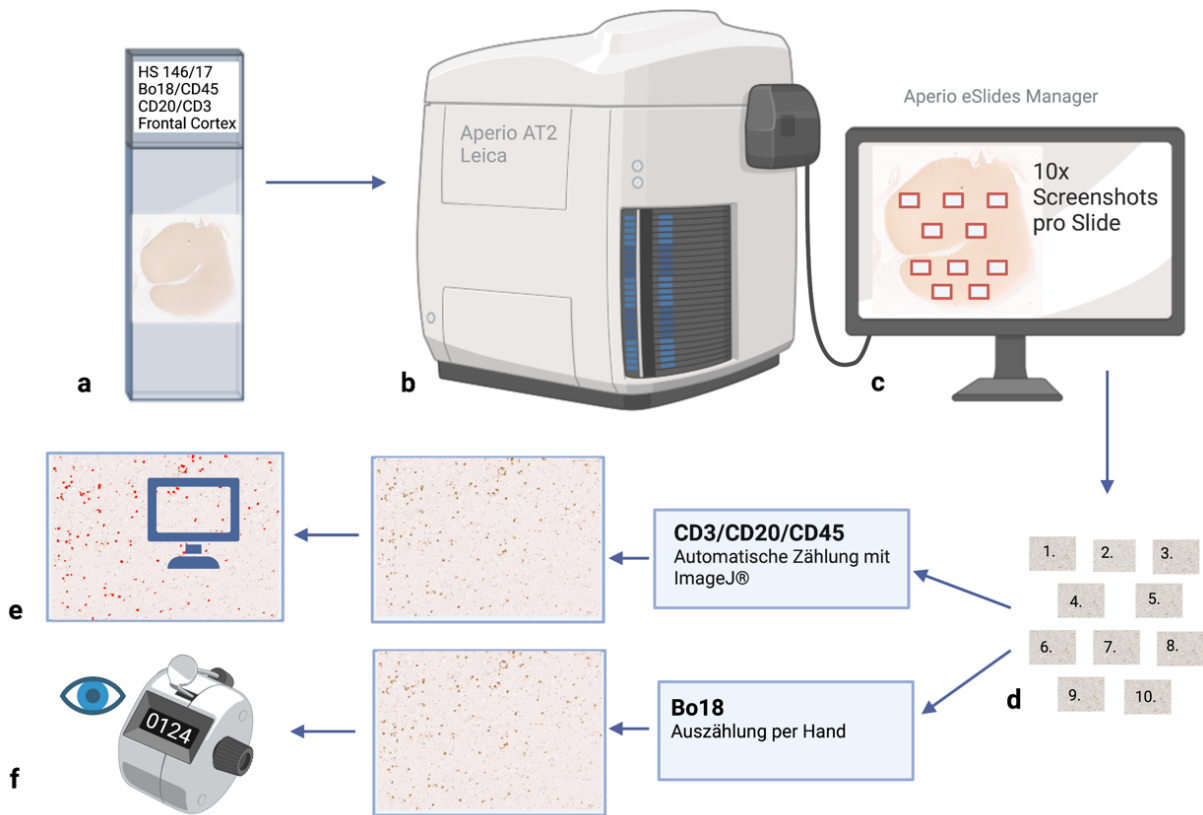 HS 146/17
Bo18/CD45
CD20/CD3
Frontal Cortex
a
Aperio AT2
Leica
b
Aperio eSlides Manager
10x
Screenshots
pro Slide
c
1.
2.
3.
4.
5.
6.
7.
8.
9.
10.
d
CD3/CD20/CD45
Automatische Zählung mit
ImageJ®
e
Bo18
Auszählung per Hand
0124
f